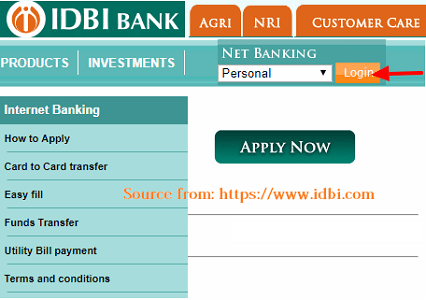 IDBI BANK
AGRI
NRI
CUSTOMER CARE
NET BANKING
PRODUCTS
INVESTMENTS
Personal
Login
Internet Banking
How to Apply
Card to Card transfer
Easy fill
Funds Transfer
Utility Bill payment
Terms and conditions
APPLY NOW
Source from: https://www.idbi.com